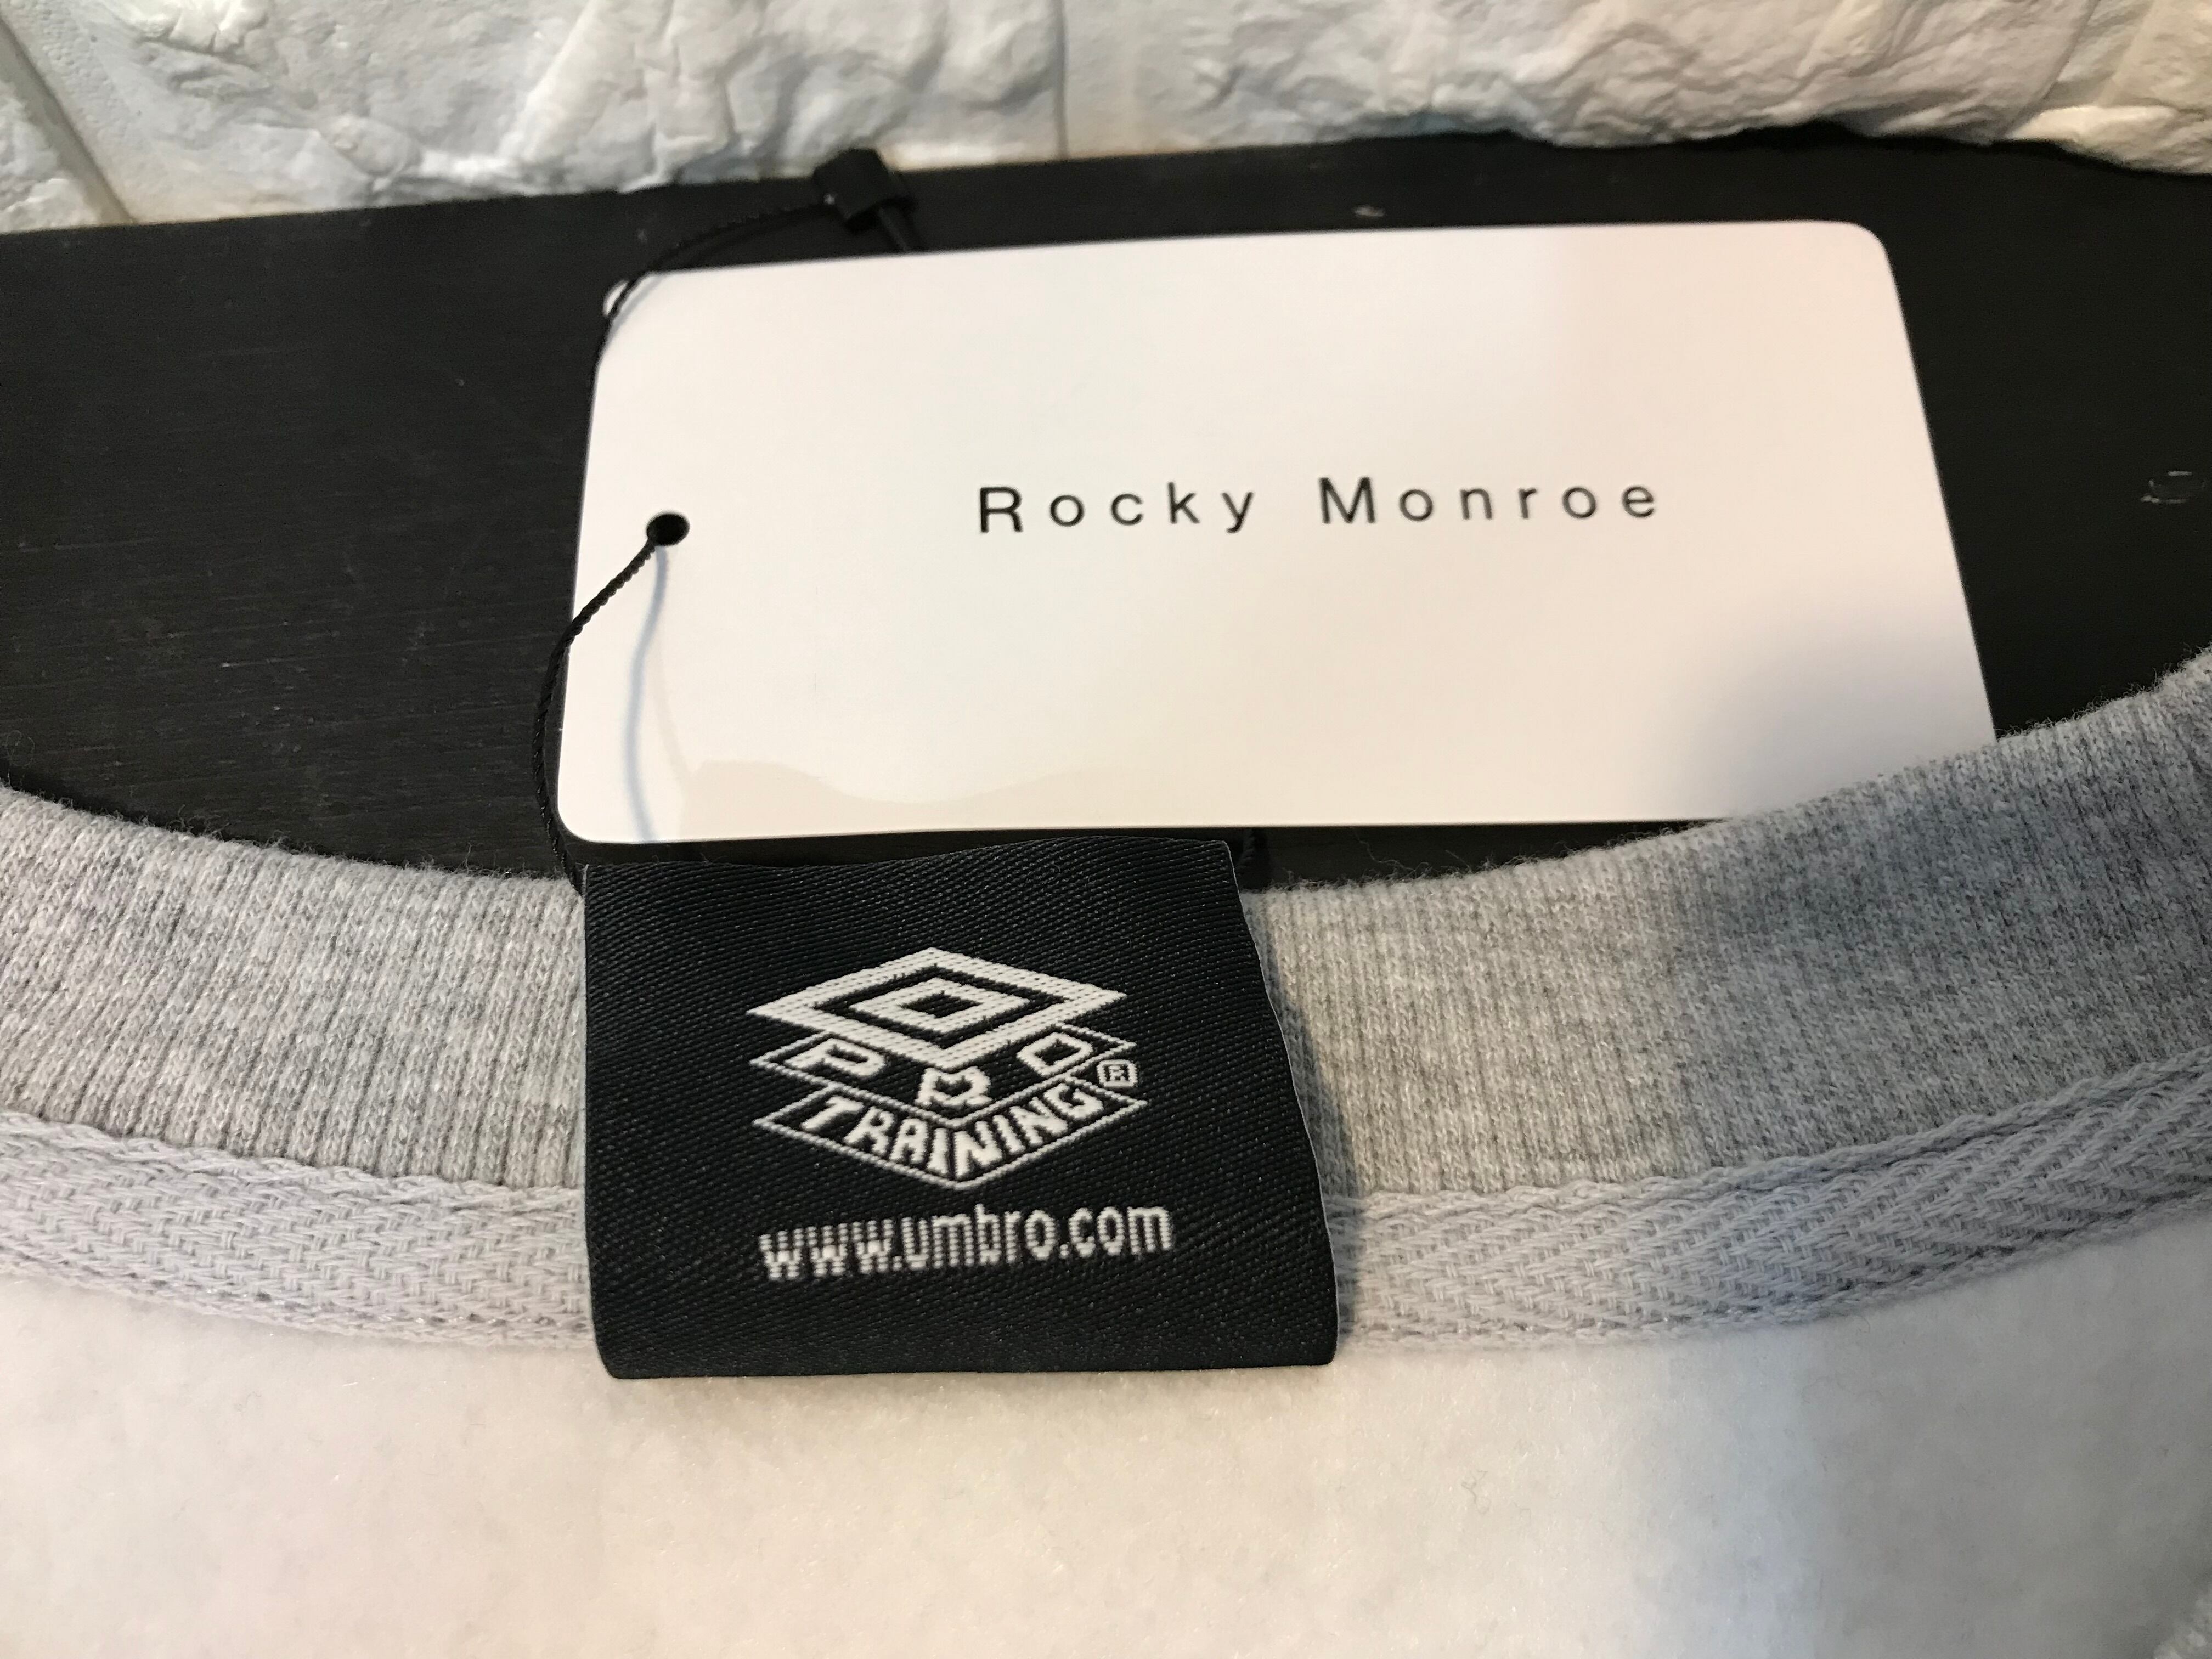 Rocky Monroe
PRO
TRAINING®
www.umbro.com